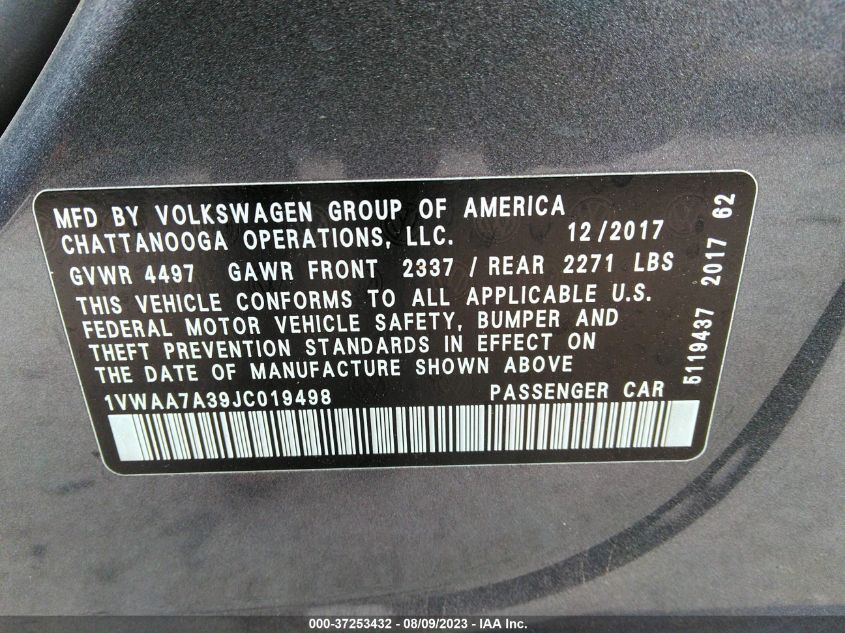 MFD BY VOLKSWAGEN GROUP OF AMERICA
CHATTANOOGA OPERATIONS, LLC. 12/2017
GVWR 4497 GAWR FRONT 2337 / REAR 2271 LBS
THIS VEHICLE CONFORMS TO ALL APPLICABLE U.S.
FEDERAL MOTOR VEHICLE SAFETY, BUMPER AND
THEFT PREVENTION STANDARDS IN EFFECT ON
THE DATE OF MANUFACTURE SHOWN ABOVE
1VWAA7A39JC019498 PASSENGER CAR
5119437 2017 62
000-37253432 - 08/09/2023 - IAA Inc.